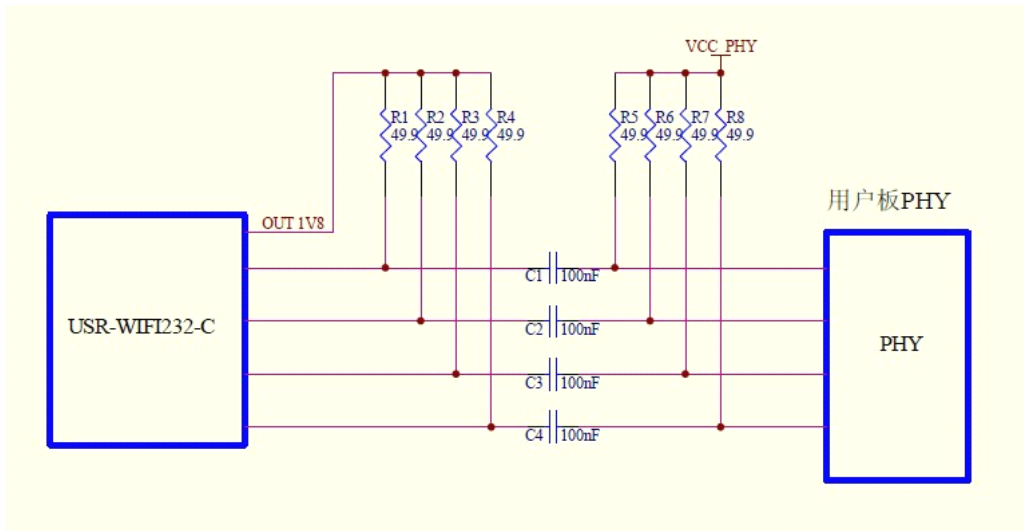 VCC_PHY
R1 R2 R3 R4 R5 R6 R7 R8
49.9 49.9 49.9 49.9 49.9 49.9 49.9 49.9
用户板PHY
OUT 1V8
C1 100nF
USR-WIFI232-C
C2 100nF
PHY
C3 100nF
C4 100nF